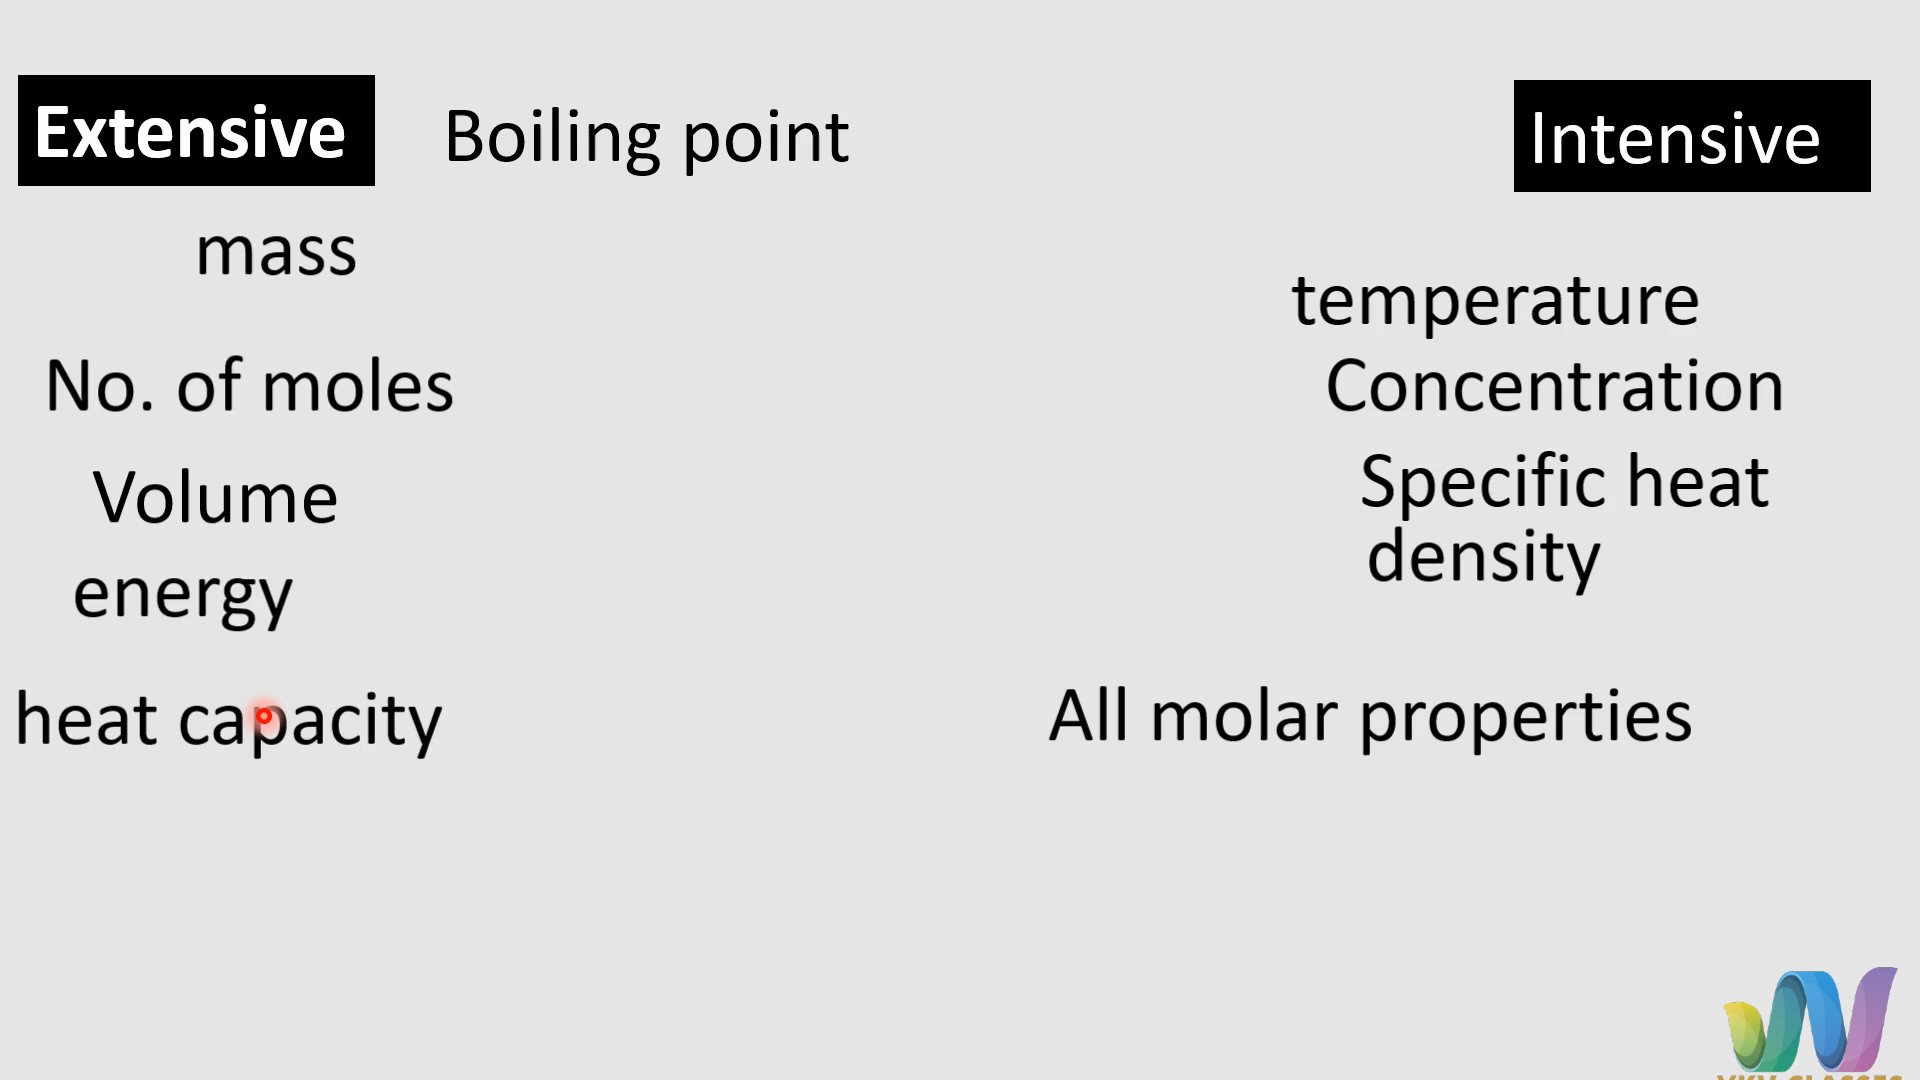 Extensive
Boiling point
Intensive
mass
temperature
No. of moles
Concentration
Volume
Specific heat
density
energy
heat capacity
All molar properties